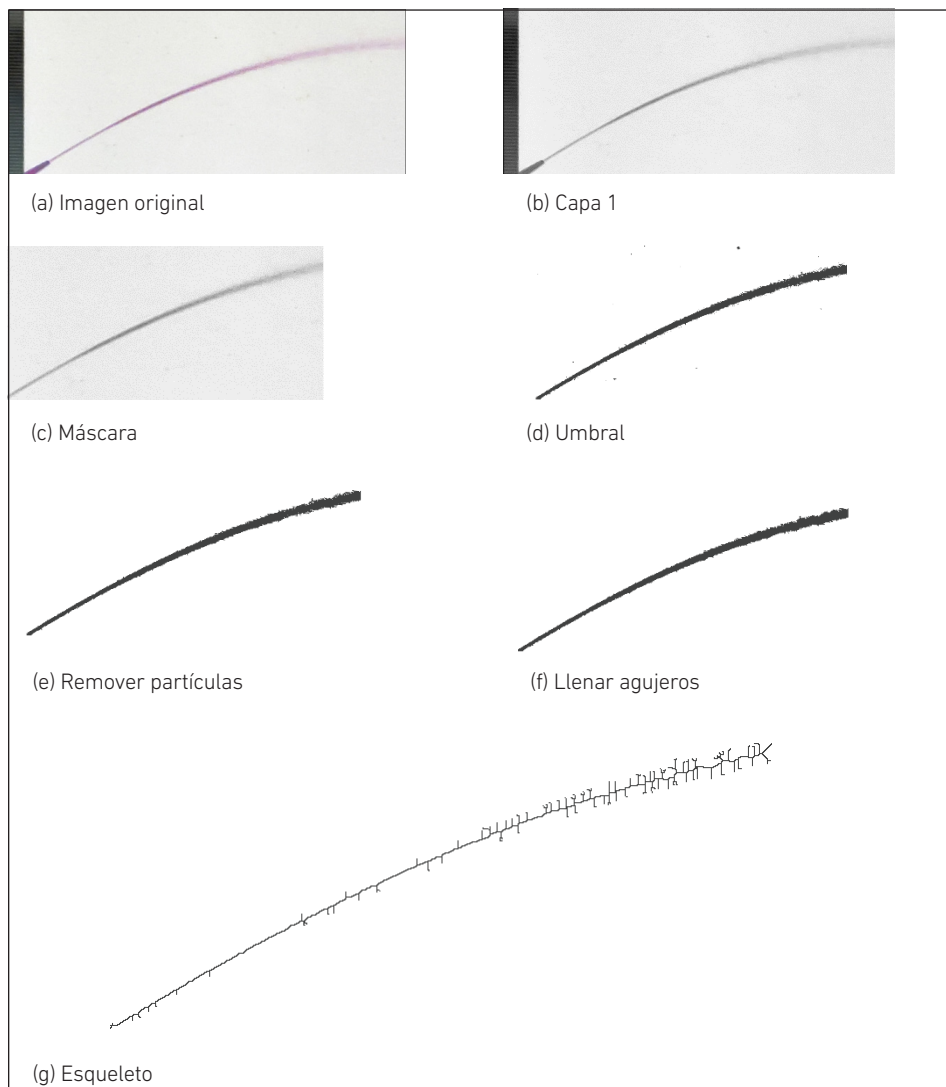 (a) Imagen original
(b) Capa 1
(c) Máscara
(d) Umbral
(e) Remover partículas
(f) Llenar agujeros
(g) Esqueleto